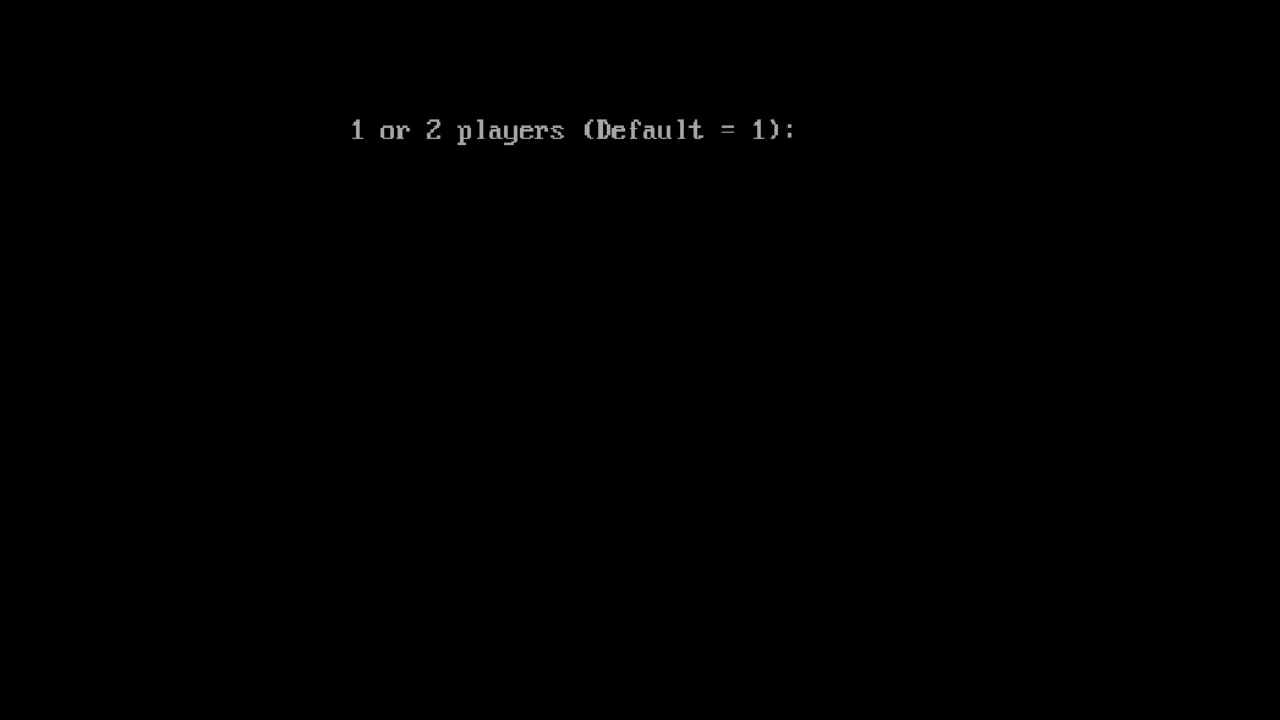 1 or 2 players (Default = 1):